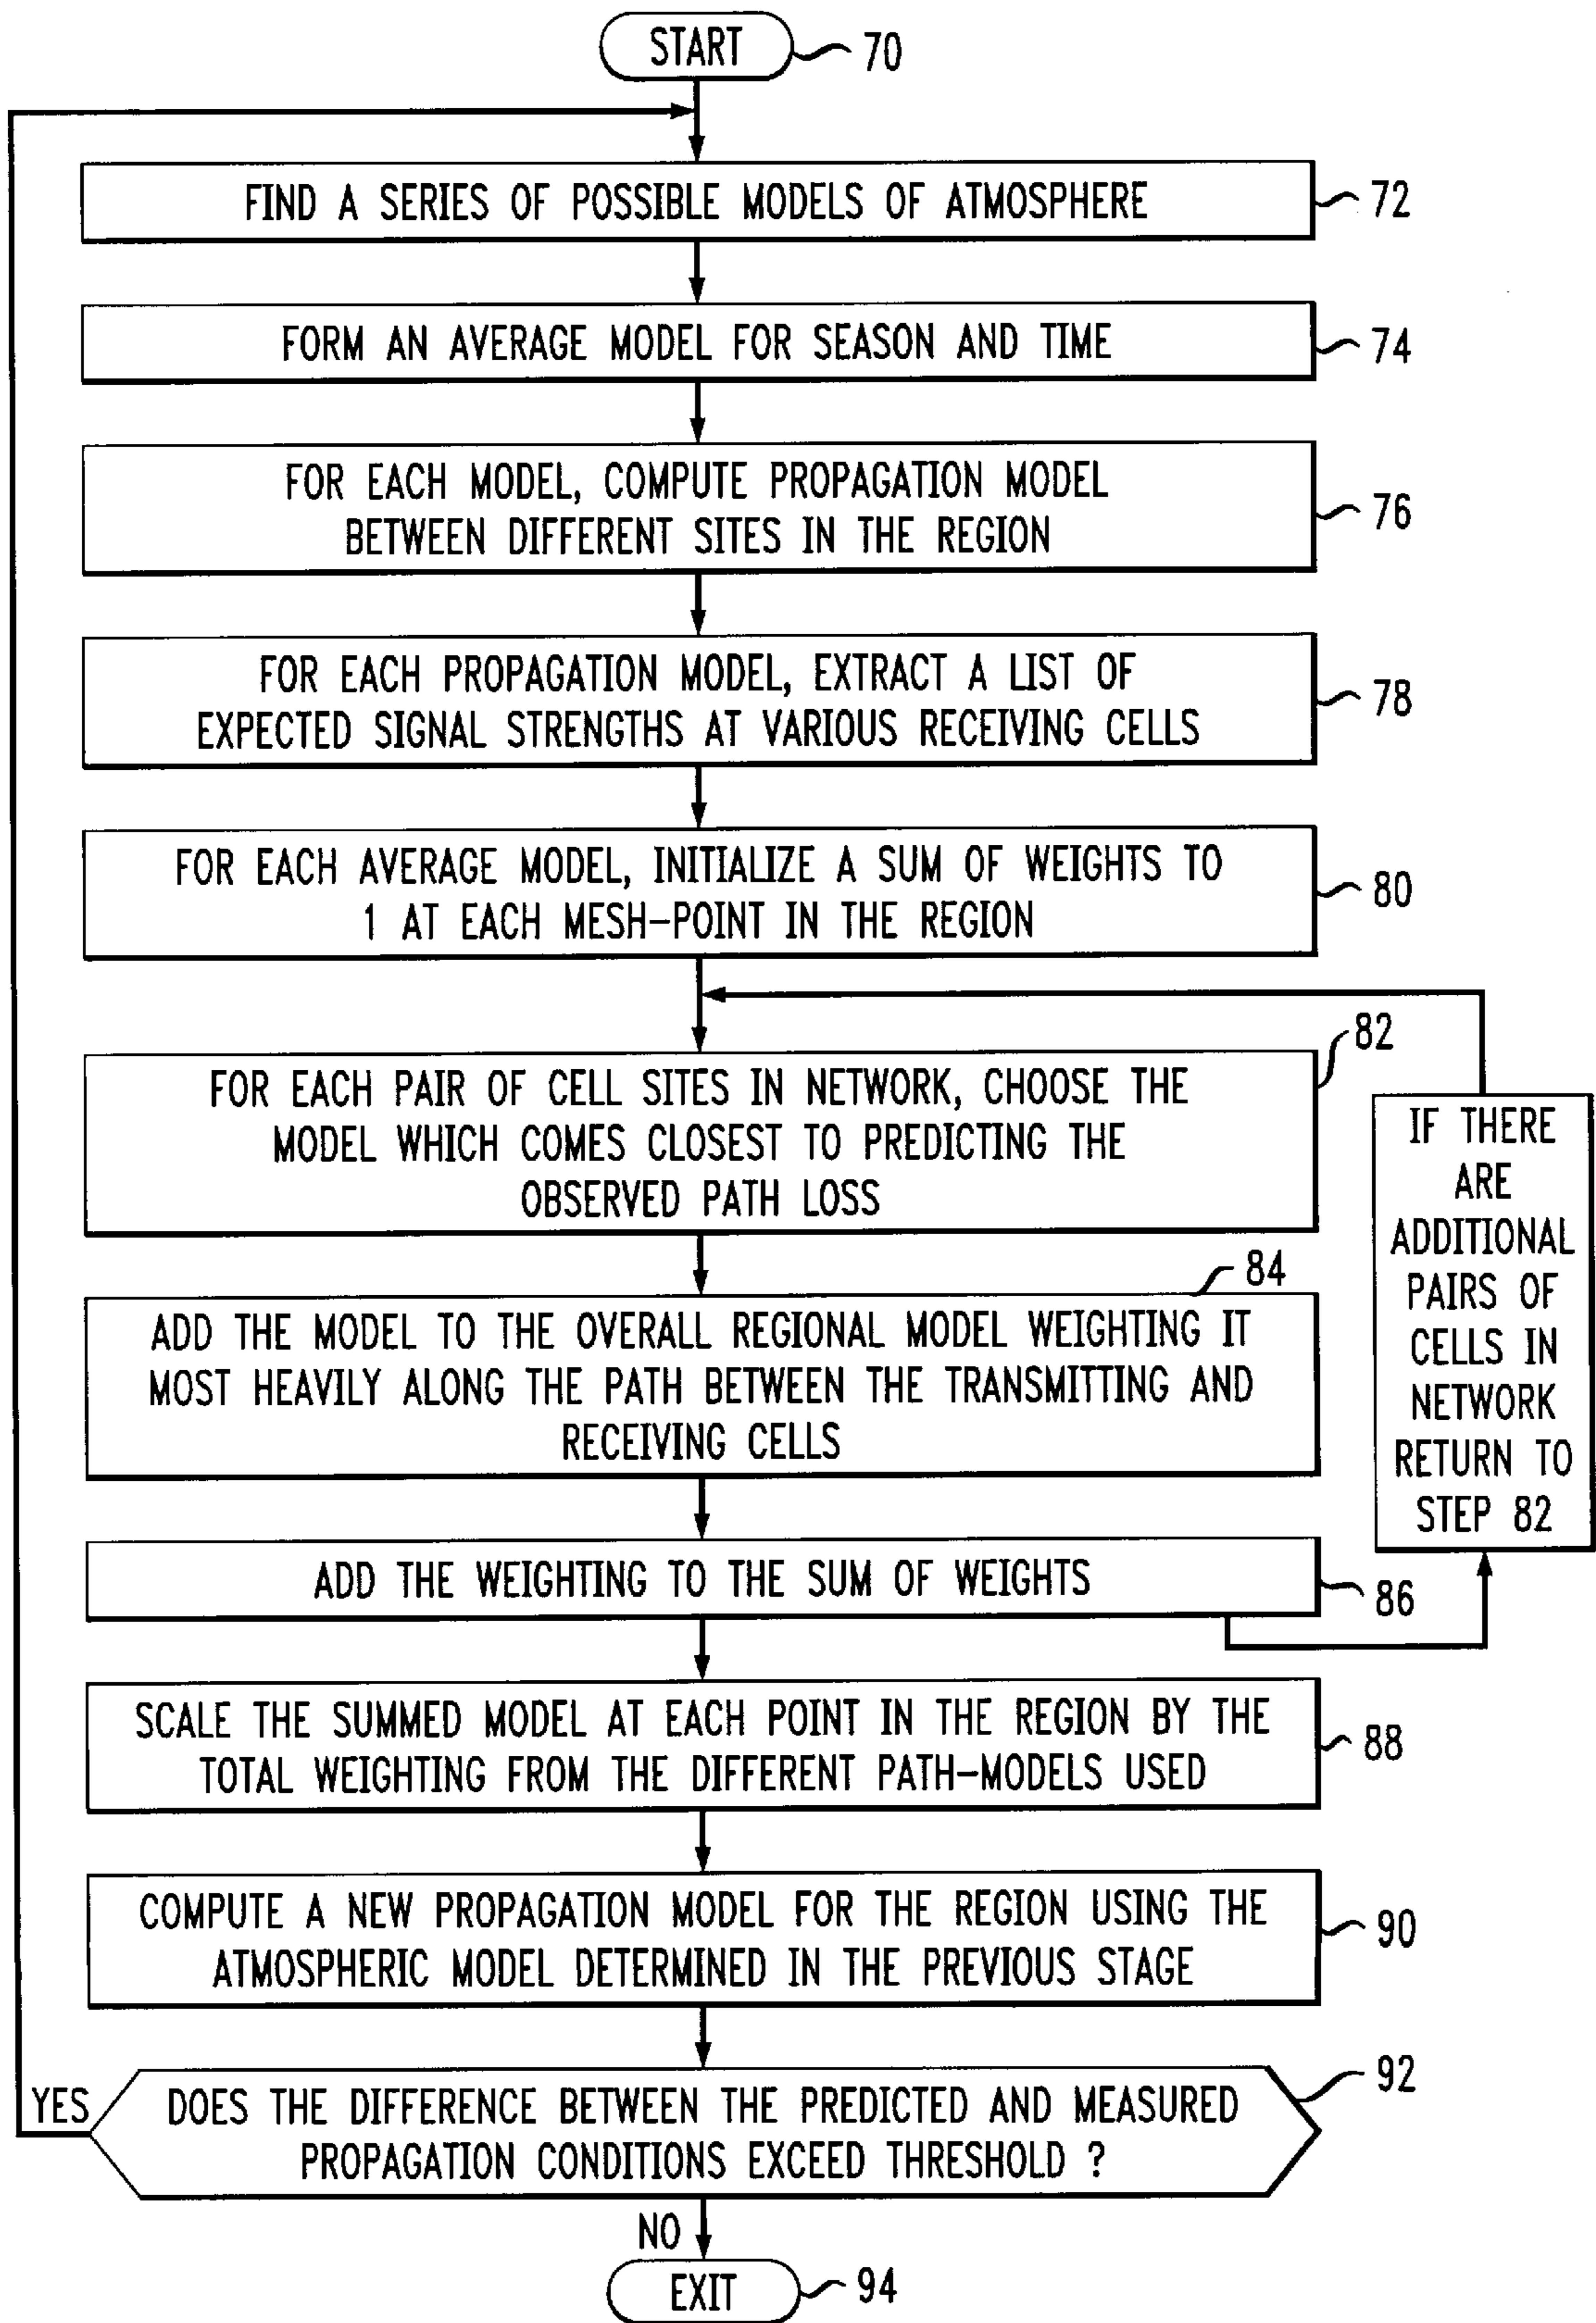 START
70
FIND A SERIES OF POSSIBLE MODELS OF ATMOSPHERE
72
FORM AN AVERAGE MODEL FOR SEASON AND TIME
74
FOR EACH MODEL, COMPUTE PROPAGATION MODEL
BETWEEN DIFFERENT SITES IN THE REGION
76
FOR EACH PROPAGATION MODEL, EXTRACT A LIST OF
EXPECTED SIGNAL STRENGTHS AT VARIOUS RECEIVING CELLS
78
FOR EACH AVERAGE MODEL, INITIALIZE A SUM OF WEIGHTS TO
1 AT EACH MESH-POINT IN THE REGION
80
82
FOR EACH PAIR OF CELL SITES IN NETWORK, CHOOSE THE
MODEL WHICH COMES CLOSEST TO PREDICTING THE
OBSERVED PATH LOSS
84
ADD THE MODEL TO THE OVERALL REGIONAL MODEL WEIGHTING IT
MOST HEAVILY ALONG THE PATH BETWEEN THE TRANSMITTING AND
RECEIVING CELLS
ADD THE WEIGHTING TO THE SUM OF WEIGHTS
86
IF THERE
ARE
ADDITIONAL
PAIRS OF
CELLS IN
NETWORK
RETURN TO
STEP 82
SCALE THE SUMMED MODEL AT EACH POINT IN THE REGION BY THE
TOTAL WEIGHTING FROM THE DIFFERENT PATH-MODELS USED
88
COMPUTE A NEW PROPAGATION MODEL FOR THE REGION USING THE
ATMOSPHERIC MODEL DETERMINED IN THE PREVIOUS STAGE
90
92
YES
DOES THE DIFFERENCE BETWEEN THE PREDICTED AND MEASURED
PROPAGATION CONDITIONS EXCEED THRESHOLD ?
NO
EXIT
94